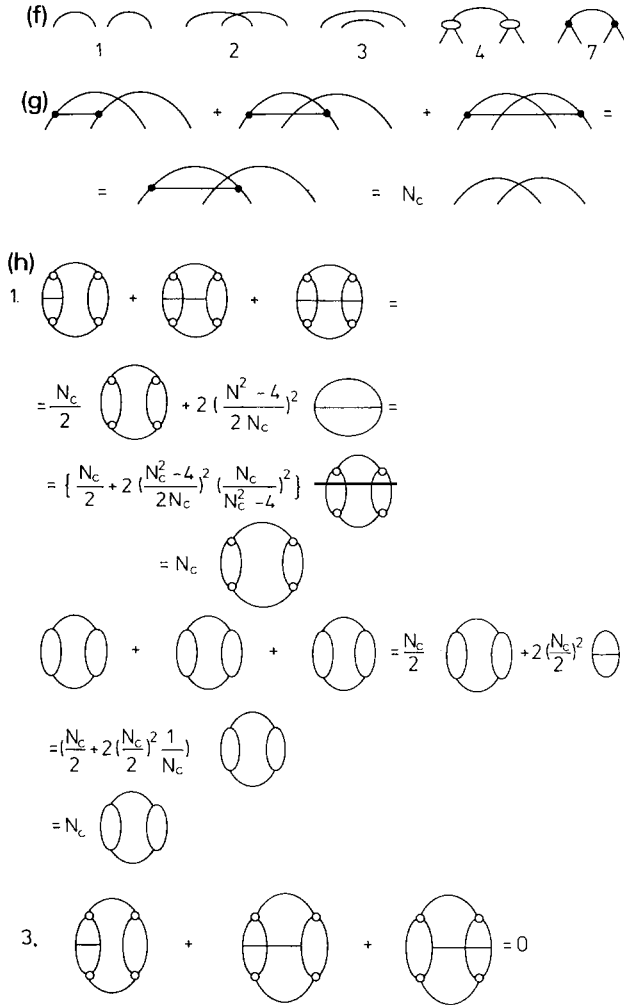 (f)
1 2 3 4 7
(g)
+ + =
= = N_c
(h)
1. + + =
= N_c/2 + 2 (N^2 -4 / 2 N_c)^2 =
= { N_c/2 + 2 (N_c^2 -4 / 2N_c)^2 (N_c / N_c^2 -4)^2 }
= N_c
+ + = N_c/2 + 2 (N_c/2)^2
= (N_c/2 + 2 (N_c/2)^2 1/N_c)
= N_c
3. + + = 0